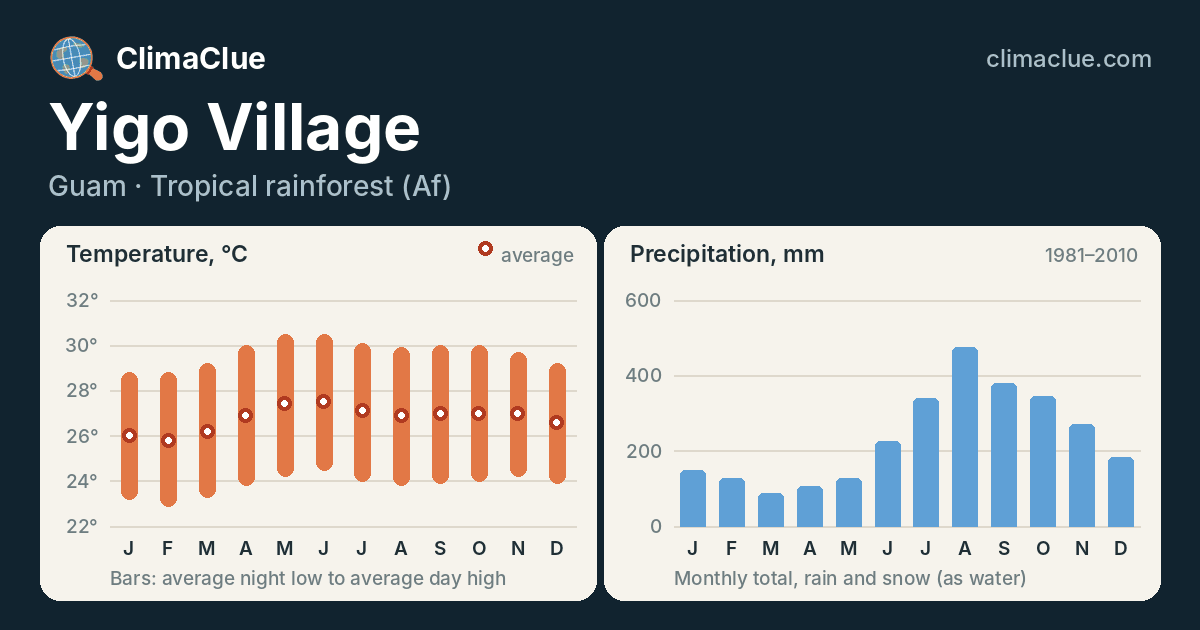 ClimaClue
climaclue.com
Yigo Village
Guam · Tropical rainforest (Af)
Temperature, °C
average
32°
30°
28°
26°
24°
22°
J F M A M J J A S O N D
Bars: average night low to average day high
Precipitation, mm
1981–2010
600
400
200
0
J F M A M J J A S O N D
Monthly total, rain and snow (as water)